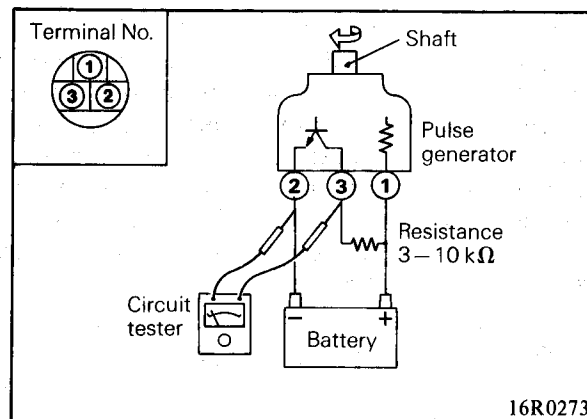 Terminal No.
1
3 2
Shaft
Pulse
generator
2 3 1
Resistance
3–10 kΩ
Circuit
tester
– +
Battery
16R0273